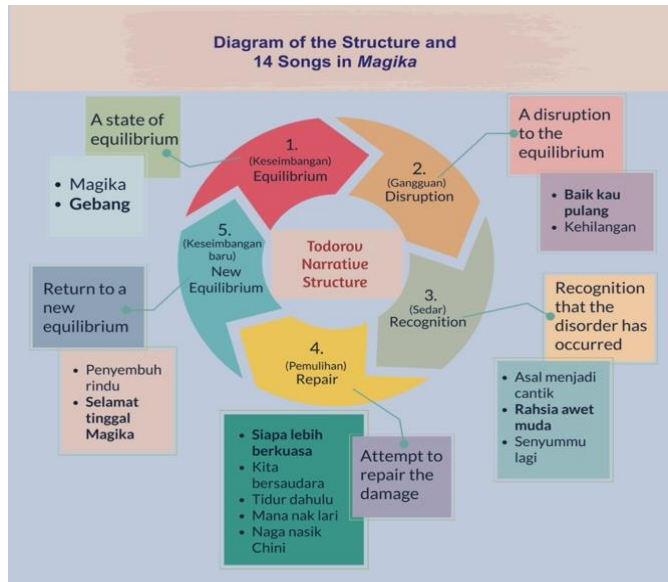 Diagram of the Structure and
14 Songs in Magika
A state of
equilibrium
• Magika
• Gebang
1.
(Keseimbangan)
Equilibrium
2.
(Gangguan)
Disruption
A disruption
to the
equilibrium
• Baik kau
pulang
• Kehilangan
Todorov
Narrative
Structure
3.
(Sedar)
Recognition
Recognition
that the
disorder has
occurred
• Asal menjadi
cantik
• Rahsia awet
muda
• Senyummu
lagi
4.
(Pemulihan)
Repair
Attempt to
repair the
damage
• Siapa lebih
berkuasa
• Kita
bersaudara
• Tidur dahulu
• Mana nak lari
• Naga nasik
Chini
5.
(Keseimbangan
baru)
New
Equilibrium
Return to a
new
equilibrium
• Penyembuh
rindu
• Selamat
tinggal
Magika